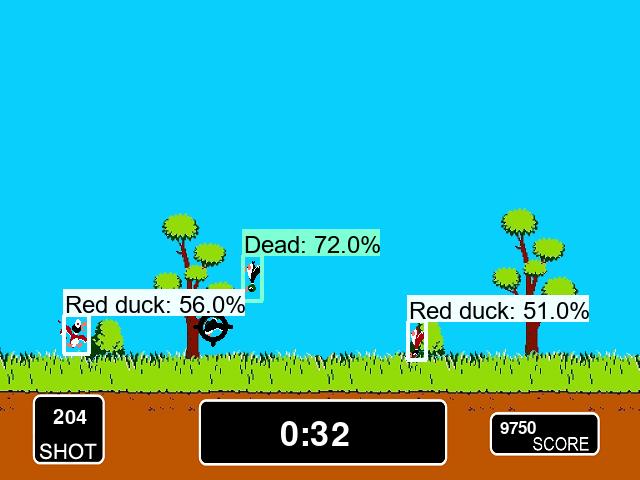 Dead: 72.0%
Red duck: 56.0%
Red duck: 51.0%
204
SHOT
0:32
9750
SCORE